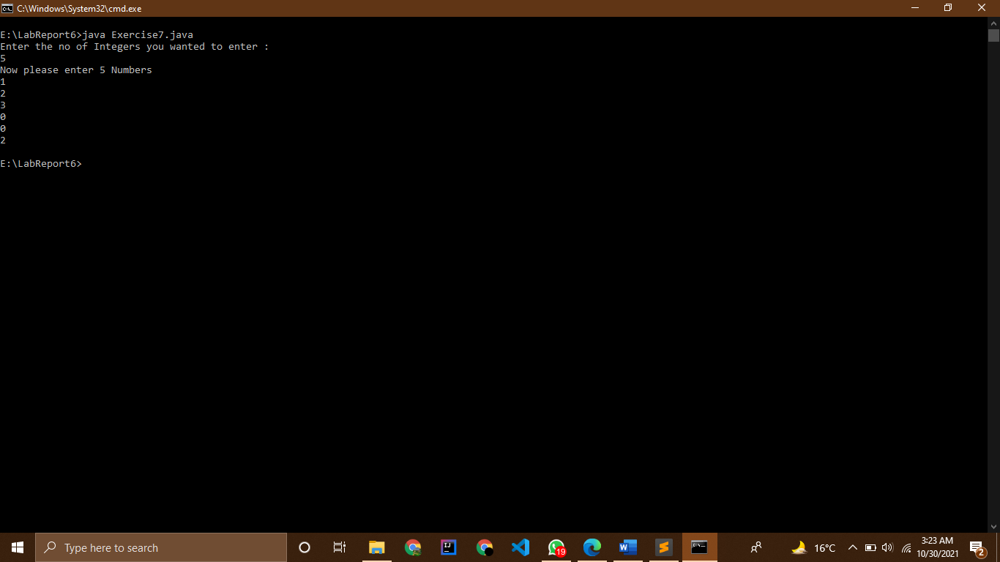 C:\Windows\System32\cmd.exe
E:\LabReport6>java Exercise7.java
Enter the no of Integers you wanted to enter :
5
Now please enter 5 Numbers
1
2
3
0
0
2
E:\LabReport6>
Type here to search
19
16°C
3:23 AM
10/30/2021
2